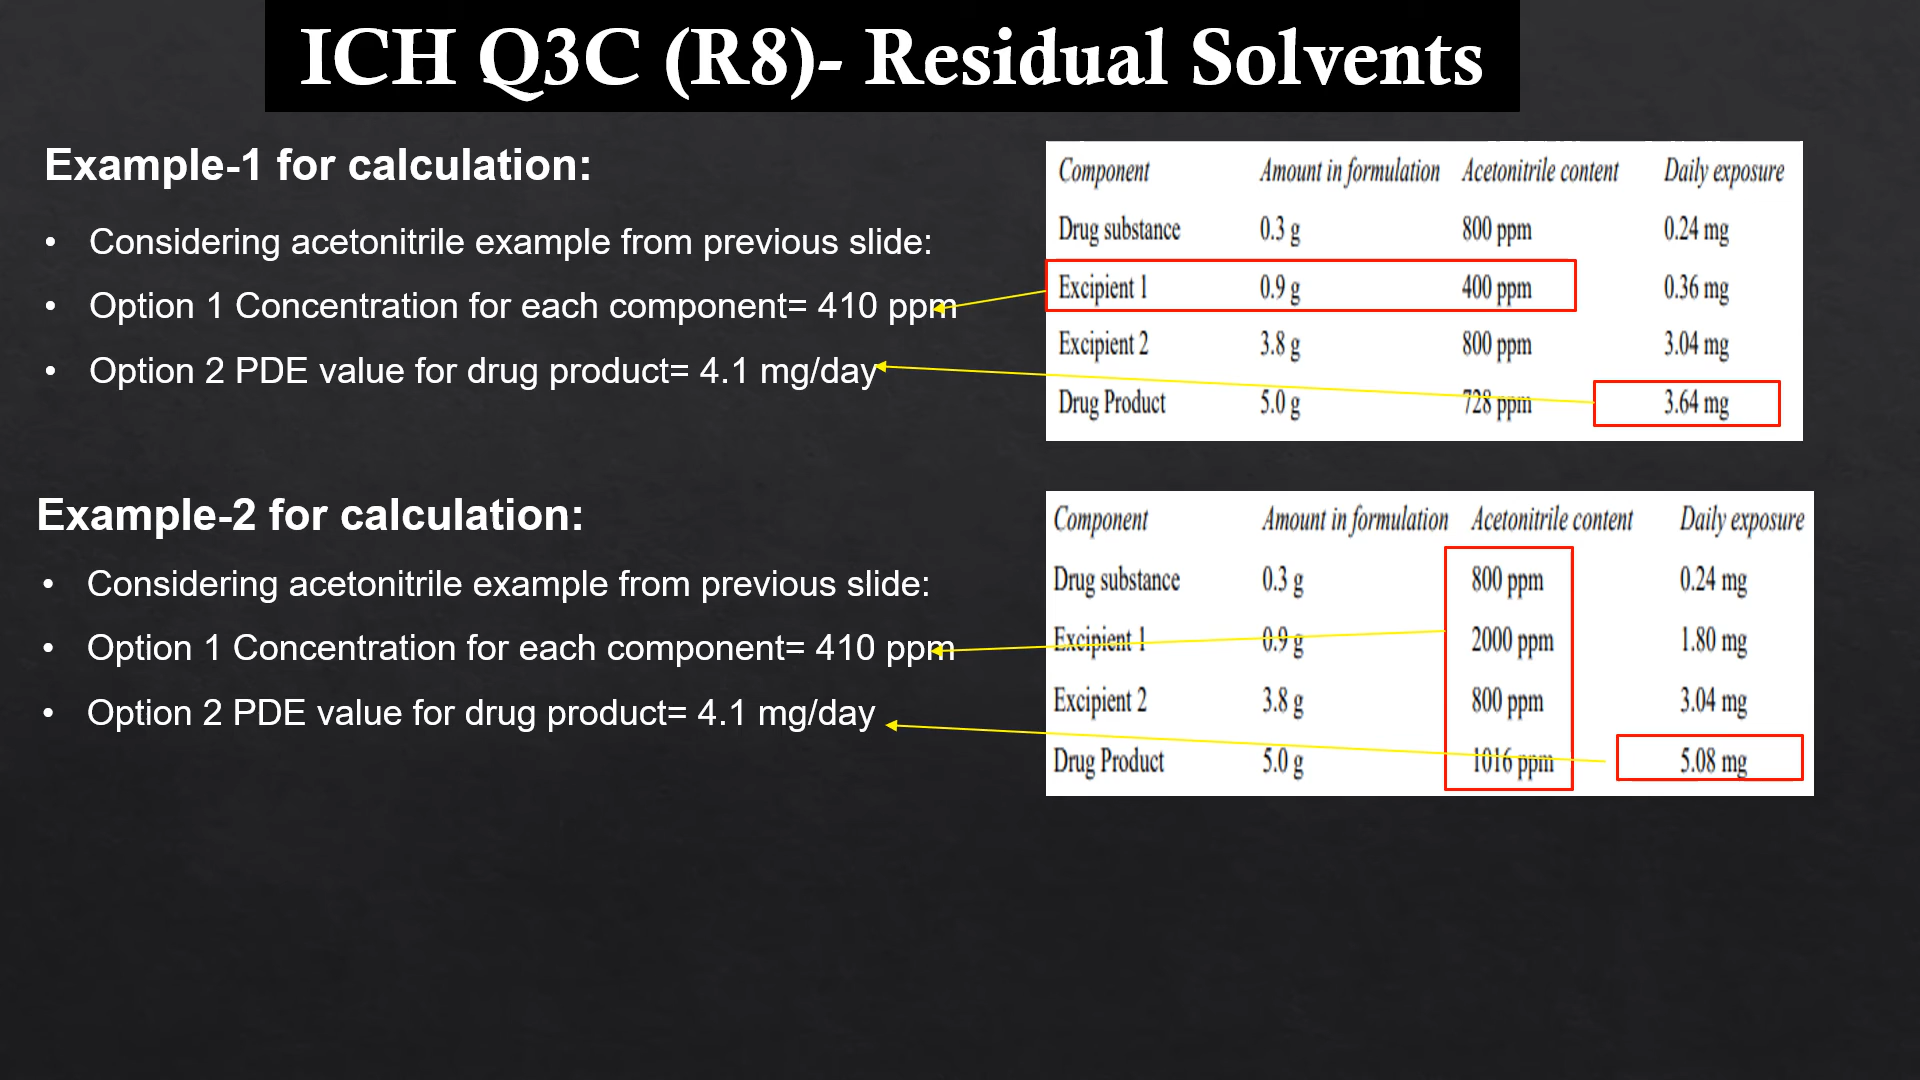 ICH Q3C (R8)- Residual Solvents
Example-1 for calculation:
• Considering acetonitrile example from previous slide:
• Option 1 Concentration for each component= 410 ppm
• Option 2 PDE value for drug product= 4.1 mg/day
Component Amount in formulation Acetonitrile content Daily exposure
Drug substance 0.3 g 800 ppm 0.24 mg
Excipient 1 0.9 g 400 ppm 0.36 mg
Excipient 2 3.8 g 800 ppm 3.04 mg
Drug Product 5.0 g 728 ppm 3.64 mg
Example-2 for calculation:
• Considering acetonitrile example from previous slide:
• Option 1 Concentration for each component= 410 ppm
• Option 2 PDE value for drug product= 4.1 mg/day
Component Amount in formulation Acetonitrile content Daily exposure
Drug substance 0.3 g 800 ppm 0.24 mg
Excipient 1 0.9 g 2000 ppm 1.80 mg
Excipient 2 3.8 g 800 ppm 3.04 mg
Drug Product 5.0 g 1016 ppm 5.08 mg